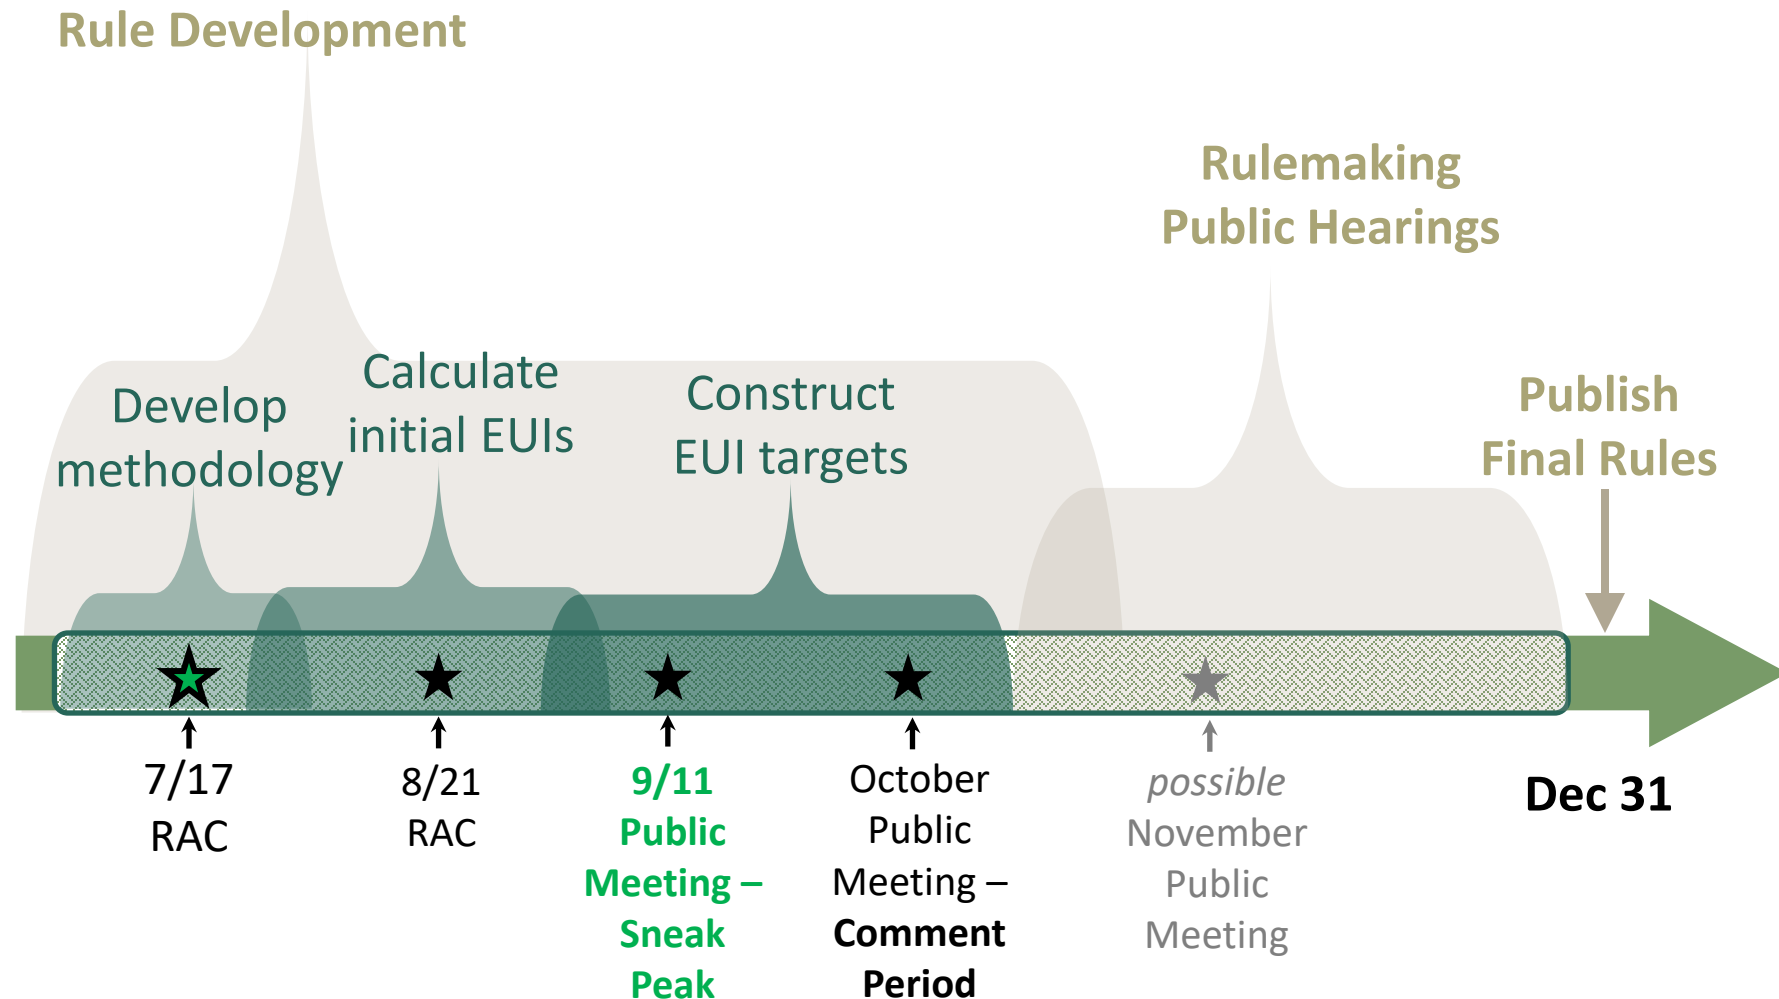 Rule Development
Rulemaking
Public Hearings
Publish
Final Rules
Develop
methodology
Calculate
initial EUIs
Construct
EUI targets
7/17
RAC
8/21
RAC
9/11
Public
Meeting –
Sneak
Peak
October
Public
Meeting –
Comment
Period
possible
November
Public
Meeting
Dec 31